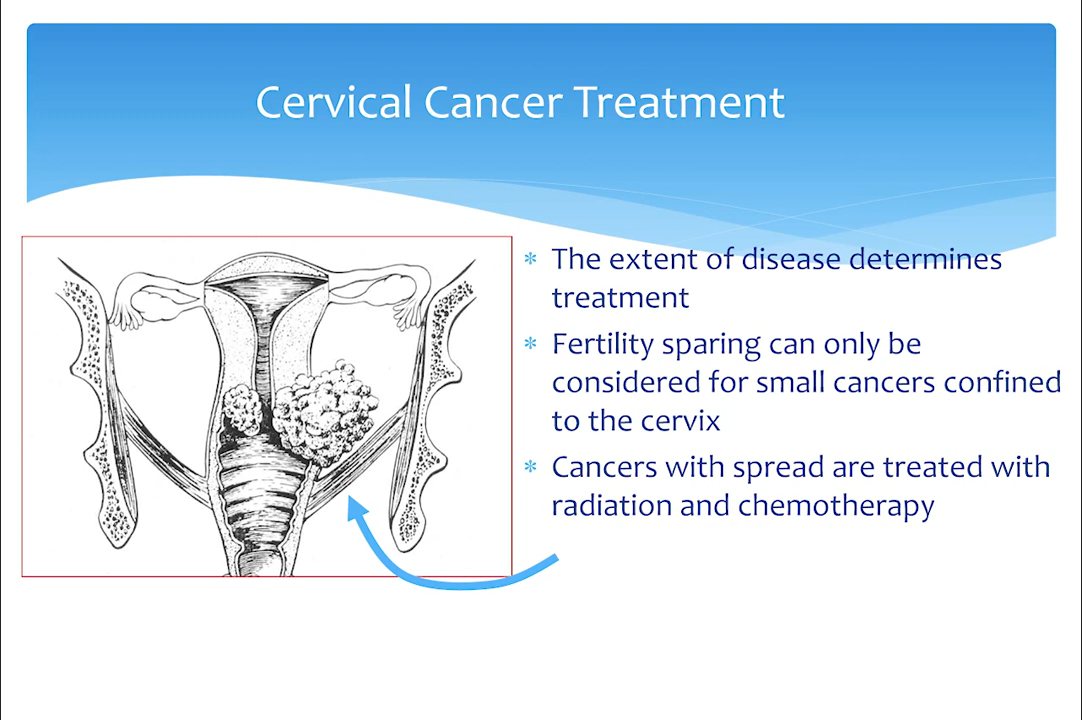 Cervical Cancer Treatment
* The extent of disease determines
treatment
* Fertility sparing can only be
considered for small cancers confined
to the cervix
* Cancers with spread are treated with
radiation and chemotherapy